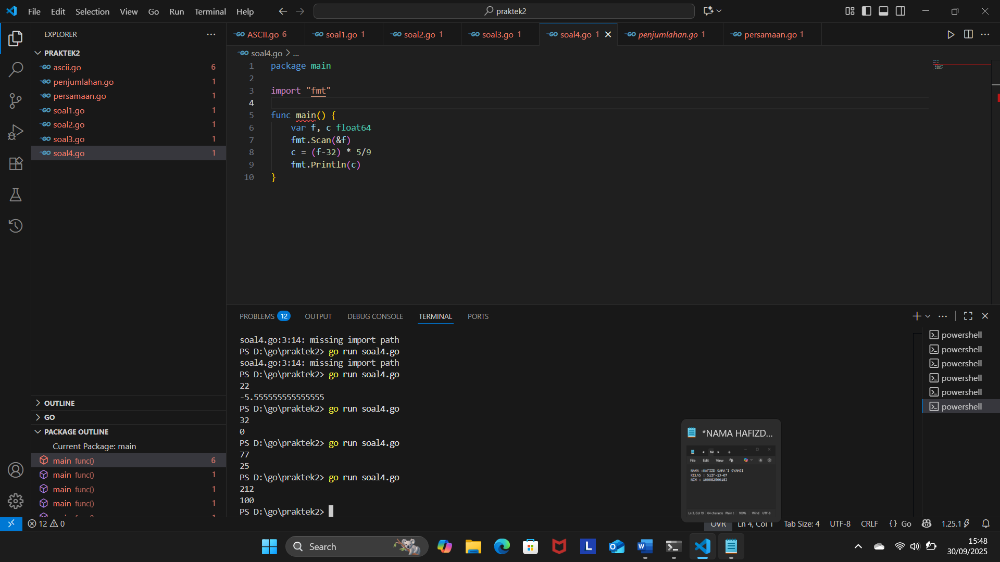 File Edit Selection View Go Run Terminal Help
praktek2
EXPLORER
PRAKTEK2
ascii.go 6
penjumlahan.go 1
persamaan.go 1
soal1.go 1
soal2.go 1
soal3.go 1
soal4.go 1
OUTLINE
GO
PACKAGE OUTLINE
Current Package: main
main func() 6
main func() 1
main func() 1
main func() 1
ASCII.go 6 soal1.go 1 soal2.go 1 soal3.go 1 soal4.go 1 penjumlahan.go 1 persamaan.go 1
soal4.go > ...
1 package main
2
3 import "fmt"
4
5 func main() {
6 var f, c float64
7 fmt.Scan(&f)
8 c = (f-32) * 5/9
9 fmt.Println(c)
10 }
PROBLEMS 12 OUTPUT DEBUG CONSOLE TERMINAL PORTS
soal4.go:3:14: missing import path
PS D:\go\praktek2> go run soal4.go
soal4.go:3:14: missing import path
PS D:\go\praktek2> go run soal4.go
22
-5.555555555555555
PS D:\go\praktek2> go run soal4.go
32
0
PS D:\go\praktek2> go run soal4.go
77
25
PS D:\go\praktek2> go run soal4.go
212
100
PS D:\go\praktek2>
powershell
powershell
powershell
powershell
powershell
powershell
*NAMA HAFIZD...
File Edit View
NAMA
KELAS :
NIM :
12 0
OVR Ln 4, Col 1 Tab Size: 4 UTF-8 CRLF {} Go 1.25.1
Search
15:48
30/09/2025